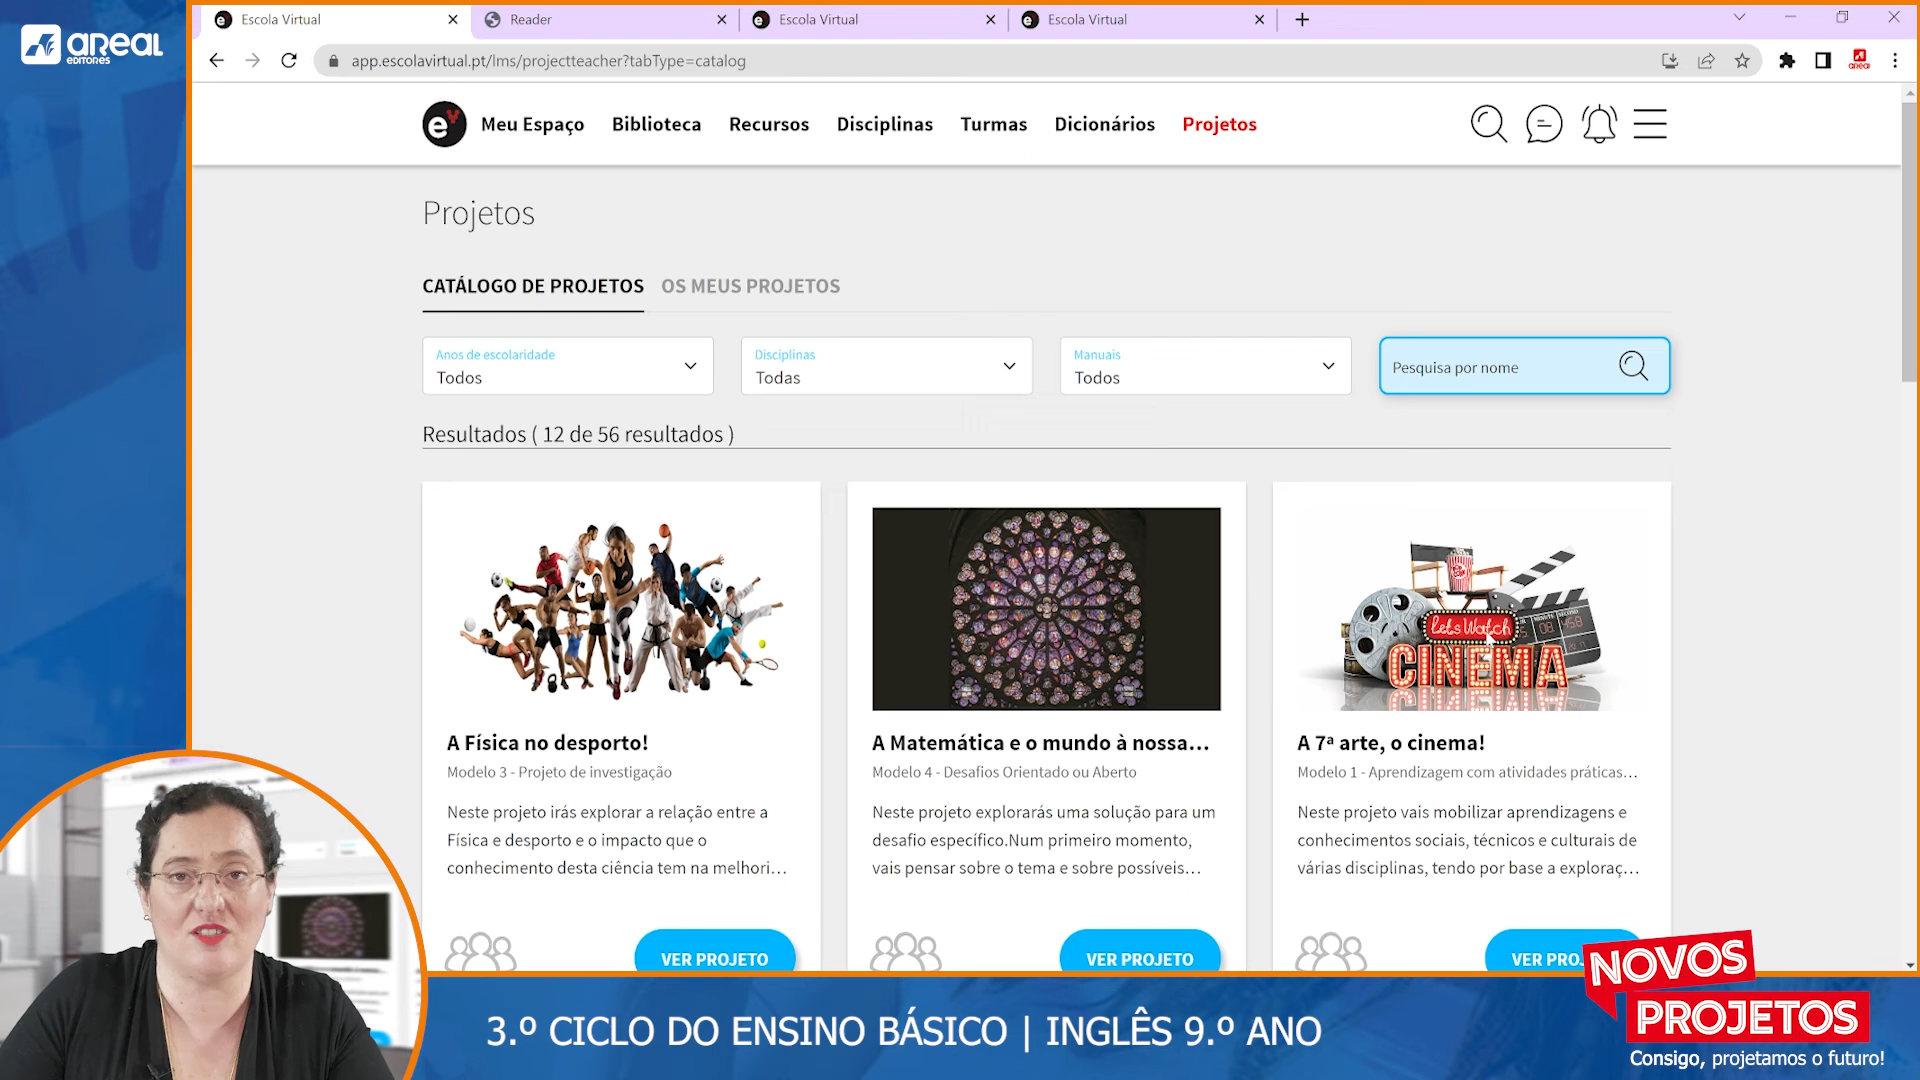 AREAL
EDITORES
Escola Virtual
Reader
Escola Virtual
Escola Virtual
app.escolavirtual.pt/lms/projectteacher?tabType=catalog
ev
Meu Espaço
Biblioteca
Recursos
Disciplinas
Turmas
Dicionários
Projetos
Projetos
CATÁLOGO DE PROJETOS
OS MEUS PROJETOS
Anos de escolaridade
Todos
Disciplinas
Todas
Manuais
Todos
Pesquisa por nome
Resultados ( 12 de 56 resultados )
Let's Watch
CINEMA
A Física no desporto!
Modelo 3 - Projeto de investigação
Neste projeto irás explorar a relação entre a
Física e desporto e o impacto que o
conhecimento desta ciência tem na melhori...
VER PROJETO
A Matemática e o mundo à nossa...
Modelo 4 - Desafios Orientado ou Aberto
Neste projeto explorarás uma solução para um
desafio específico.Num primeiro momento,
vais pensar sobre o tema e sobre possíveis...
VER PROJETO
A 7ª arte, o cinema!
Modelo 1 - Aprendizagem com atividades práticas...
Neste projeto vais mobilizar aprendizagens e
conhecimentos sociais, técnicos e culturais de
várias disciplinas, tendo por base a exploraç...
VER PRO
NOVOS
PROJETOS
Consigo, projetamos o futuro!
3.º CICLO DO ENSINO BÁSICO | INGLÊS 9.º ANO